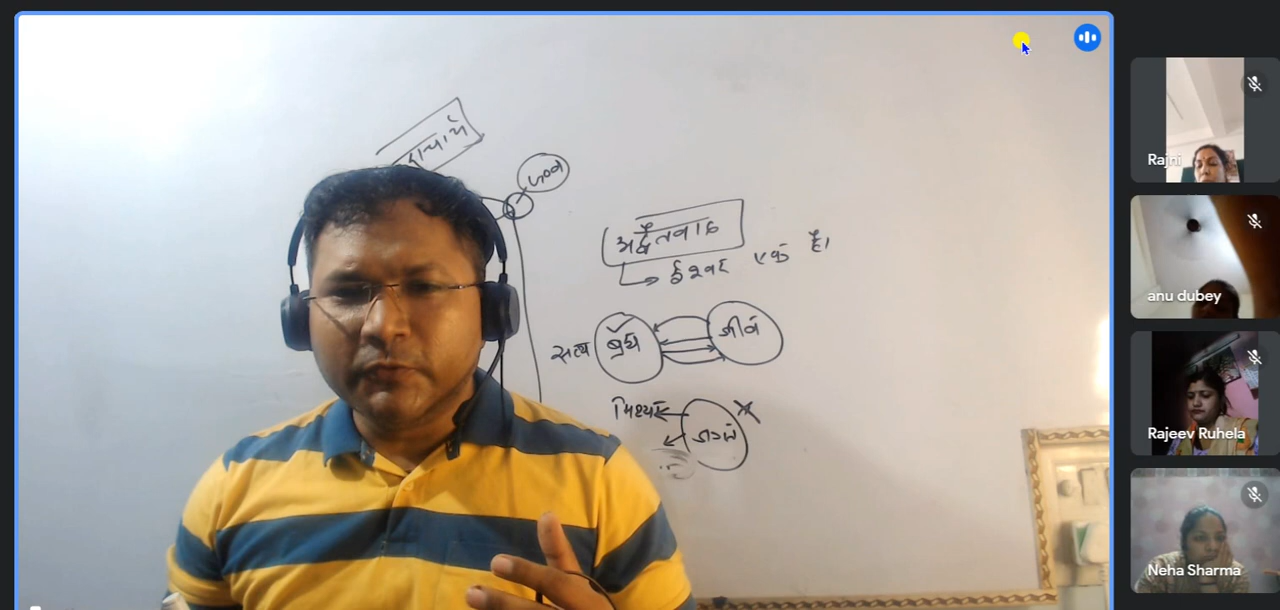 अद्वैतवाद
ईश्वर एक है।
सत्य ब्रह्म जीव
मिथ्या जगत
Rajni
anu dubey
Rajeev Ruhela
Neha Sharma